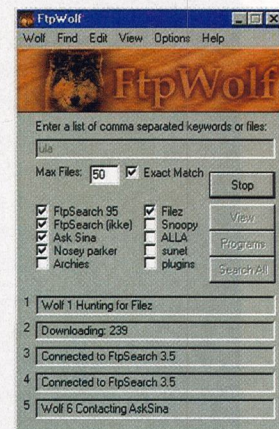 FtpWolf
Wolf Find Edit View Options Help
FtpWolf
Enter a list of comma separated keywords or files:
ula
Max Files: 50 Exact Match
Stop
FtpSearch 95 Filez
View
FtpSearch (ikke) Snoopy
Ask Sina ALLA
Programs
Nosey parker sunet
Archies plugins
Search All
1 Wolf 1 Hunting for Filez
2 Downloading: 239
3 Connected to FtpSearch 3.5
4 Connected to FtpSearch 3.5
5 Wolf 6 Contacting AskSina